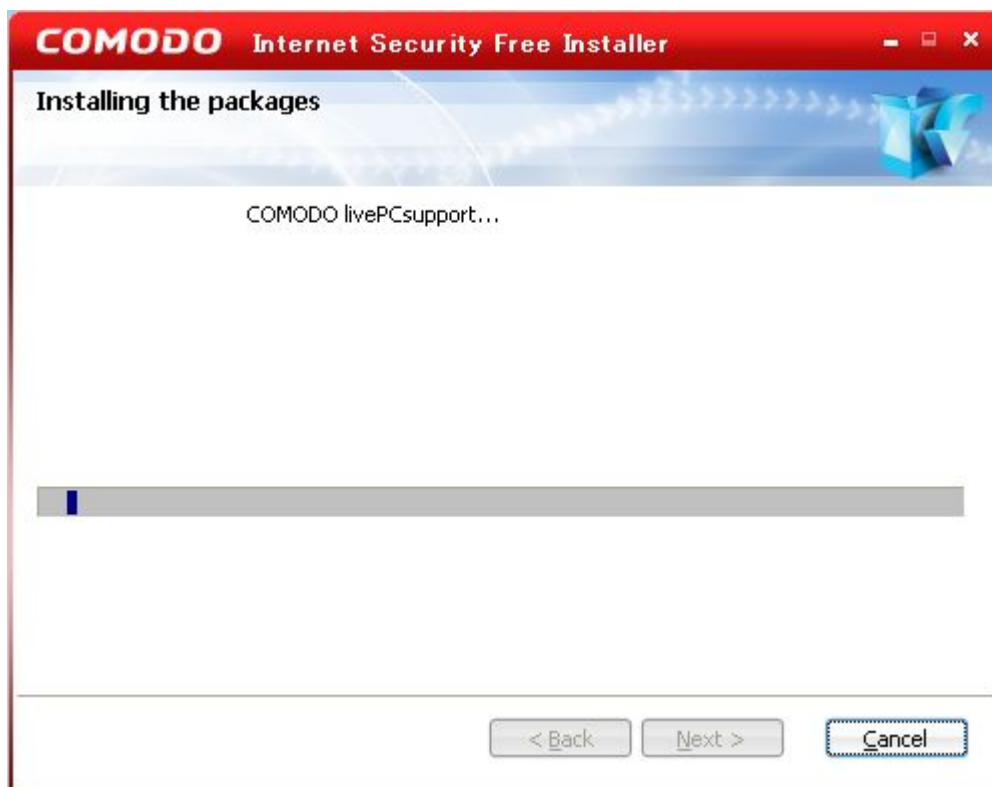 COMODO Internet Security Free Installer
Installing the packages
COMODO livePCsupport...
< Back
Next >
Cancel